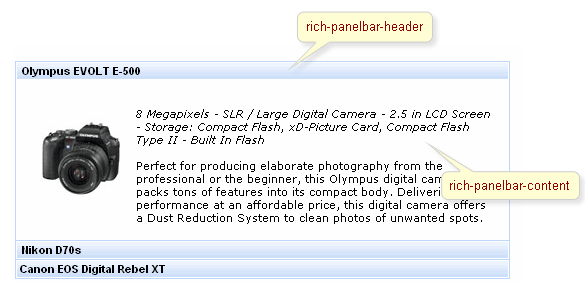 rich-panelbar-header
Olympus EVOLT E-500
8 Megapixels - SLR / Large Digital Camera - 2.5 in LCD Screen
- Storage: Compact Flash, xD-Picture Card, Compact Flash
Type II - Built In Flash
Perfect for producing elaborate photography from the
professional or the beginner, this Olympus digital
packs tons of features into its compact body.
rich-panelbar-content
performance at an affordable price, this digital camera offers
a Dust Reduction System to clean photos of unwanted spots.
Nikon D70s
Canon EOS Digital Rebel XT